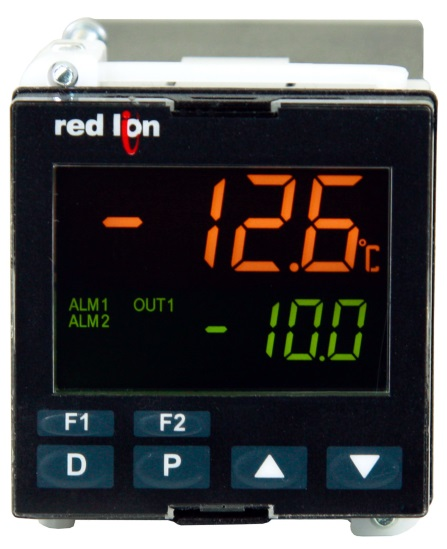 red lion
- 12.6 °C
ALM1 OUT1
ALM2 - 10.0
F1 F2
D P